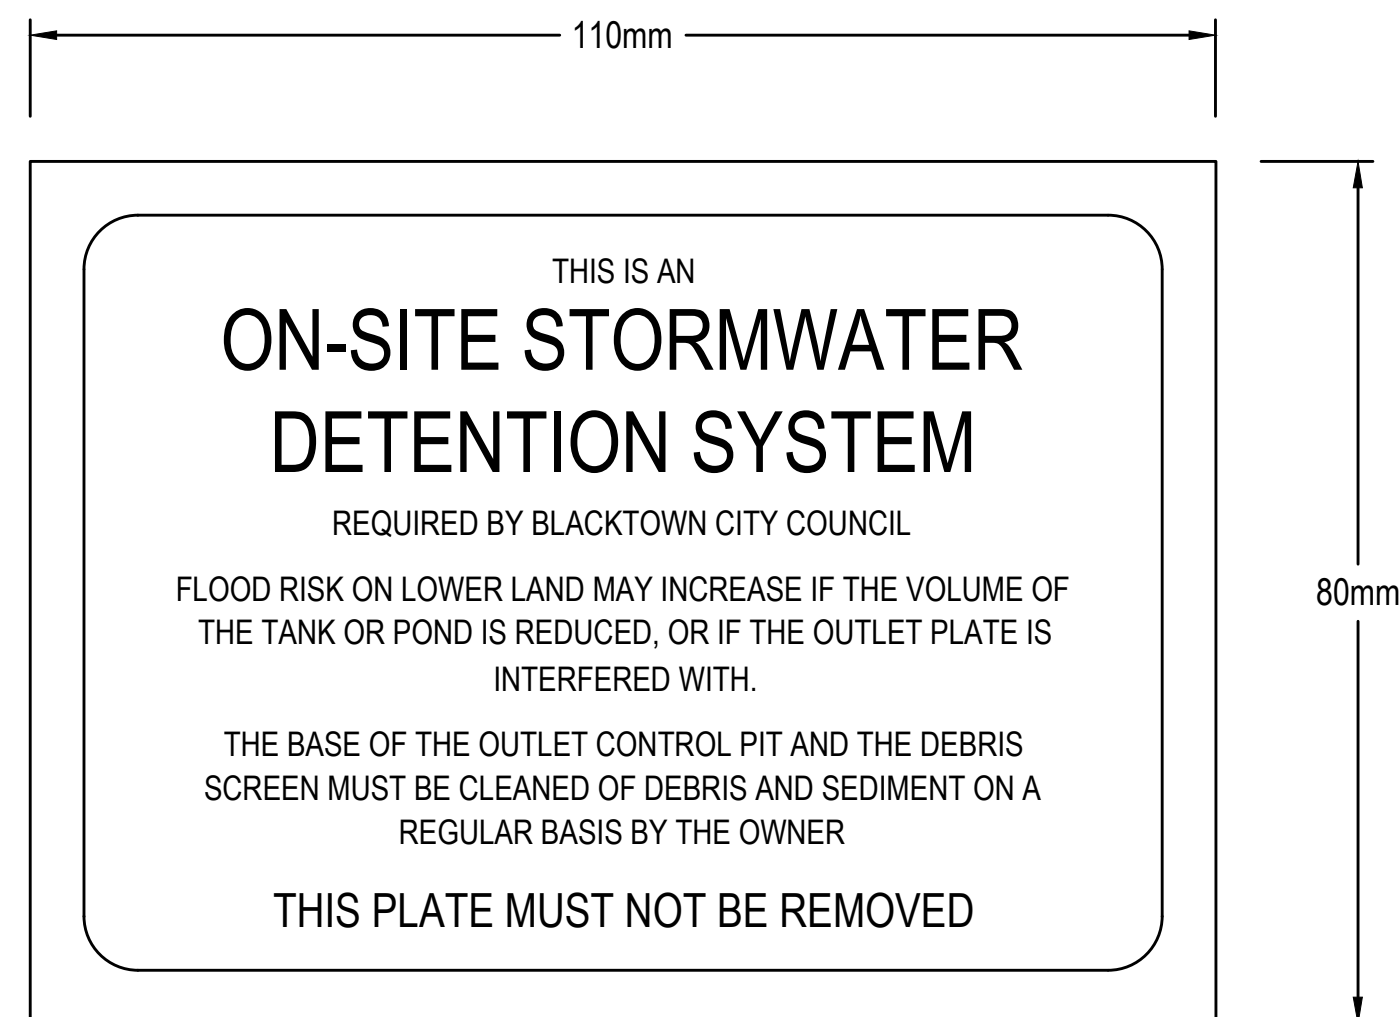 110mm
THIS IS AN
ON-SITE STORMWATER
DETENTION SYSTEM
REQUIRED BY BLACKTOWN CITY COUNCIL
FLOOD RISK ON LOWER LAND MAY INCREASE IF THE VOLUME OF
THE TANK OR POND IS REDUCED, OR IF THE OUTLET PLATE IS
INTERFERED WITH.
80mm
THE BASE OF THE OUTLET CONTROL PIT AND THE DEBRIS
SCREEN MUST BE CLEANED OF DEBRIS AND SEDIMENT ON A
REGULAR BASIS BY THE OWNER
THIS PLATE MUST NOT BE REMOVED